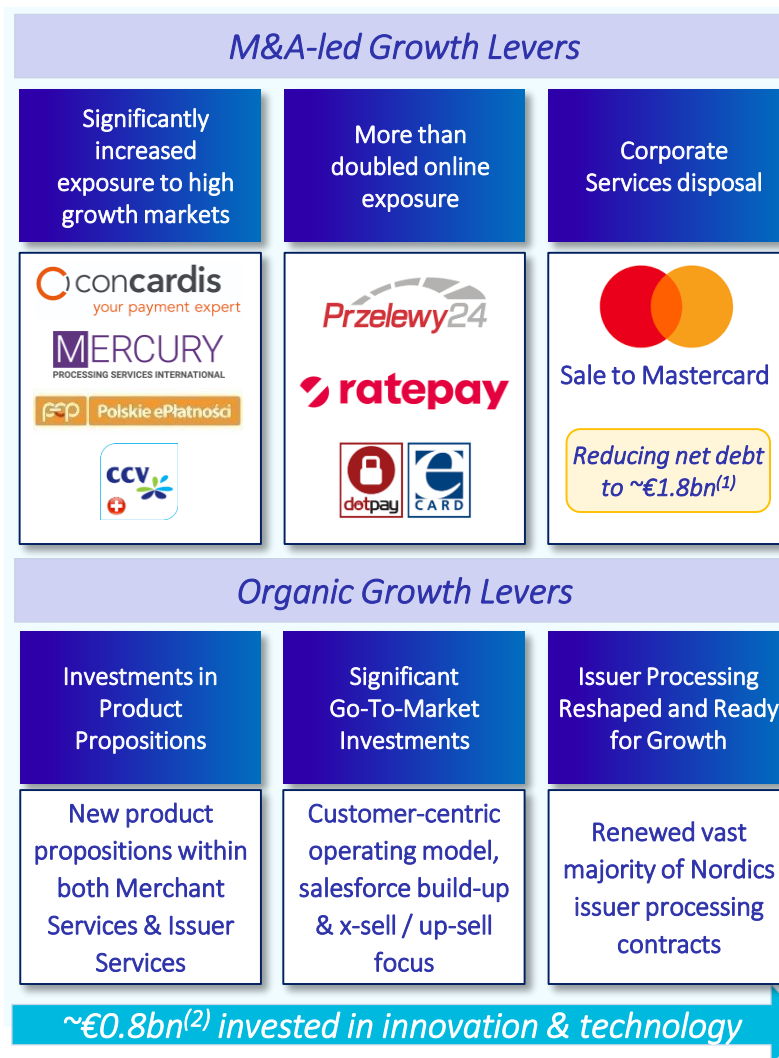 M&A-led Growth Levers
Significantly
increased
exposure to high
growth markets
More than
doubled online
exposure
Corporate
Services disposal
concardis
your payment expert
MERCURY
PROCESSING SERVICES INTERNATIONAL
pep Polskie ePłatności
CCV
Przelewy24
ratepay
dotpay
e
CARD
Sale to Mastercard
Reducing net debt
to ~€1.8bn(1)
Organic Growth Levers
Investments in
Product
Propositions
Significant
Go-To-Market
Investments
Issuer Processing
Reshaped and Ready
for Growth
New product
propositions within
both Merchant
Services & Issuer
Services
Customer-centric
operating model,
salesforce build-up
& x-sell / up-sell
focus
Renewed vast
majority of Nordics
issuer processing
contracts
~€0.8bn(2) invested in innovation & technology